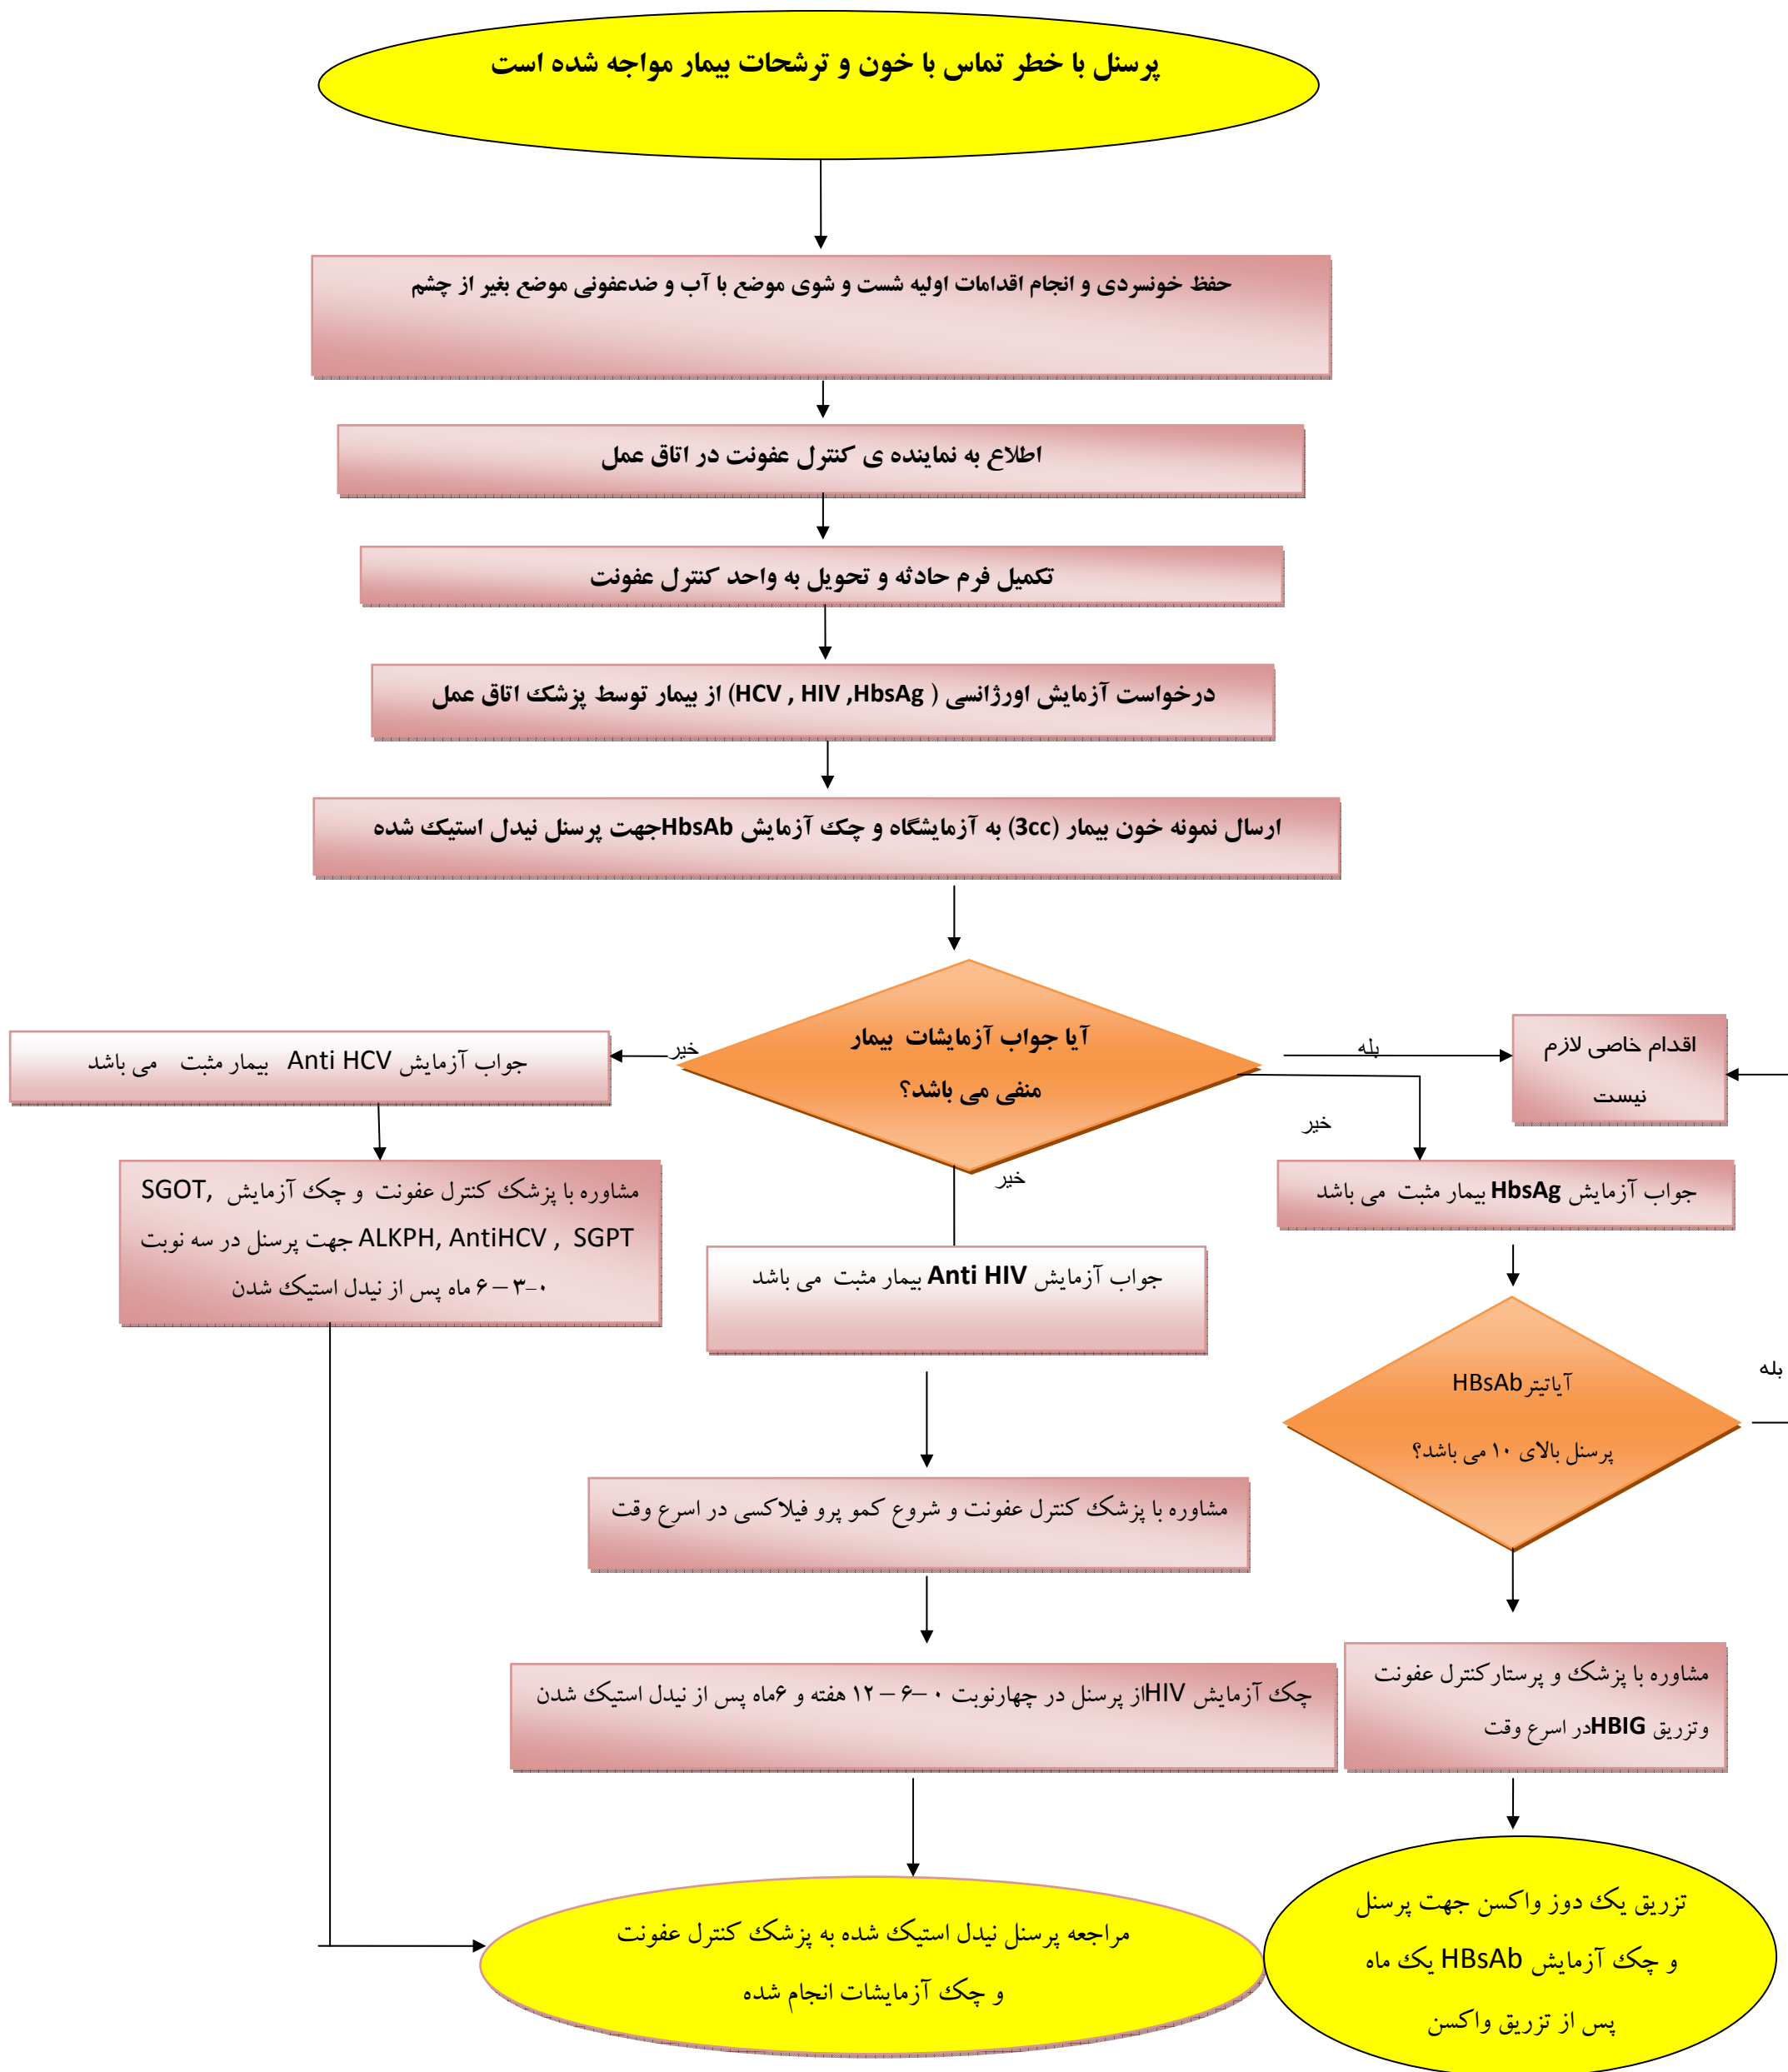 پرسنل با خطر تماس با خون و ترشحات بیمار مواجه شده است
حفظ خونسردی و انجام اقدامات اولیه شست و شوی موضع با آب و ضدعفونی موضع بغیر از چشم
اطلاع به نماینده ی کنترل عفونت در اتاق عمل
تکمیل فرم حادثه و تحویل به واحد کنترل عفونت
درخواست آزمایش اورژانسی ( HCV , HIV ,HbsAg) از بیمار توسط پزشک اتاق عمل
ارسال نمونه خون بیمار (3cc) به آزمایشگاه و چک آزمایش HbsAbجهت پرسنل نیدل استیک شده
آیا جواب آزمایشات بیمار
منفی می باشد؟
بله
اقدام خاصی لازم
نیست
خیر
جواب آزمایش Anti HCV بیمار مثبت می باشد
خیر
خیر
جواب آزمایش HbsAg بیمار مثبت می باشد
مشاوره با پزشک کنترل عفونت و چک آزمایش SGOT,
ALKPH, AntiHCV , SGPT جهت پرسنل در سه نوبت
۰-۳ – ۶ ماه پس از نیدل استیک شدن
جواب آزمایش Anti HIV بیمار مثبت می باشد
آیاتیتر HBsAb
پرسنل بالای ۱۰ می باشد؟
بله
مشاوره با پزشک کنترل عفونت و شروع کمو پرو فیلاکسی در اسرع وقت
چک آزمایش HIVاز پرسنل در چهارنوبت ۰ –۶ – ۱۲ هفته و ۶ماه پس از نیدل استیک شدن
مشاوره با پزشک و پرستارکنترل عفونت
وتزریق HBIGدر اسرع وقت
مراجعه پرسنل نیدل استیک شده به پزشک کنترل عفونت
و چک آزمایشات انجام شده
تزریق یک دوز واکسن جهت پرسنل
و چک آزمایش HBsAb یک ماه
پس از تزریق واکسن